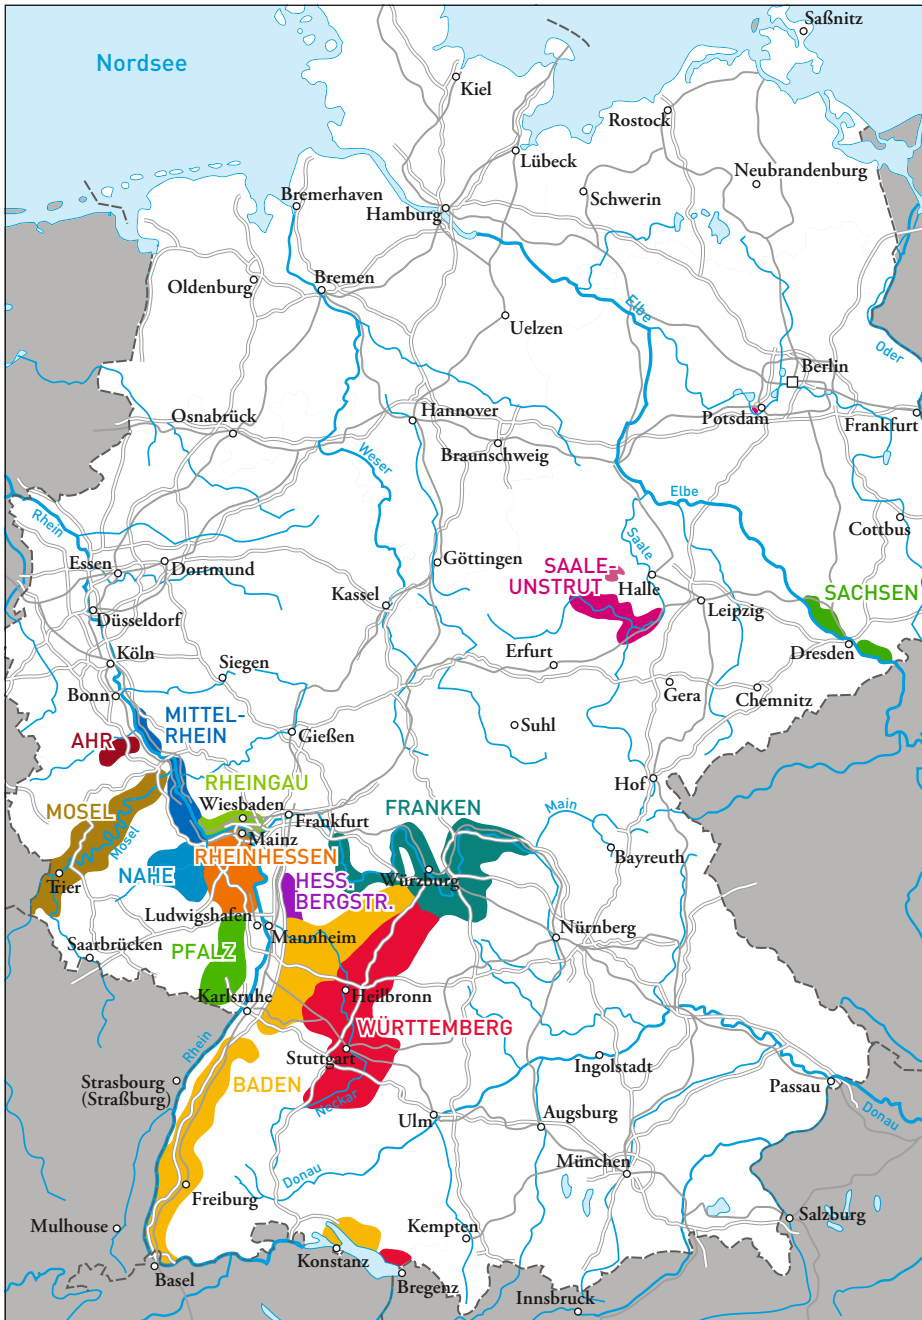 Saßnitz
Nordsee
Kiel
Rostock
Lübeck
Neubrandenburg
Schwerin
Bremerhaven
Hamburg
Bremen
Oldenburg
Elbe
Uelzen
Oder
Berlin
Osnabrück
Hannover
Potsdam
Frankfurt
Braunschweig
Weser
Elbe
Rhein
Cottbus
Saale
Göttingen
SAALE-
UNSTRUT
Essen
Dortmund
Halle
Kassel
SACHSEN
Leipzig
Düsseldorf
Erfurt
Dresden
Köln
Siegen
Bonn
Gera
Chemnitz
MITTEL-
RHEIN
Suhl
Gießen
AHR
Hof
RHEINGAU
Wiesbaden
MOSEL
FRANKEN
Main
Frankfurt
Mosel
Mainz
RHEINHESSEN
Bayreuth
NAHE
Trier
HESS.
BERGSTR.
Würzburg
Ludwigshafen
Mannheim
Nürnberg
Saarbrücken
PFALZ
Karlsruhe
Heilbronn
WÜRTTEMBERG
Rhein
Stuttgart
Ingolstadt
Strasbourg
(Straßburg)
BADEN
Passau
Neckar
Ulm
Augsburg
Donau
München
Donau
Freiburg
Mulhouse
Kempten
Salzburg
Konstanz
Basel
Bregenz
Innsbruck